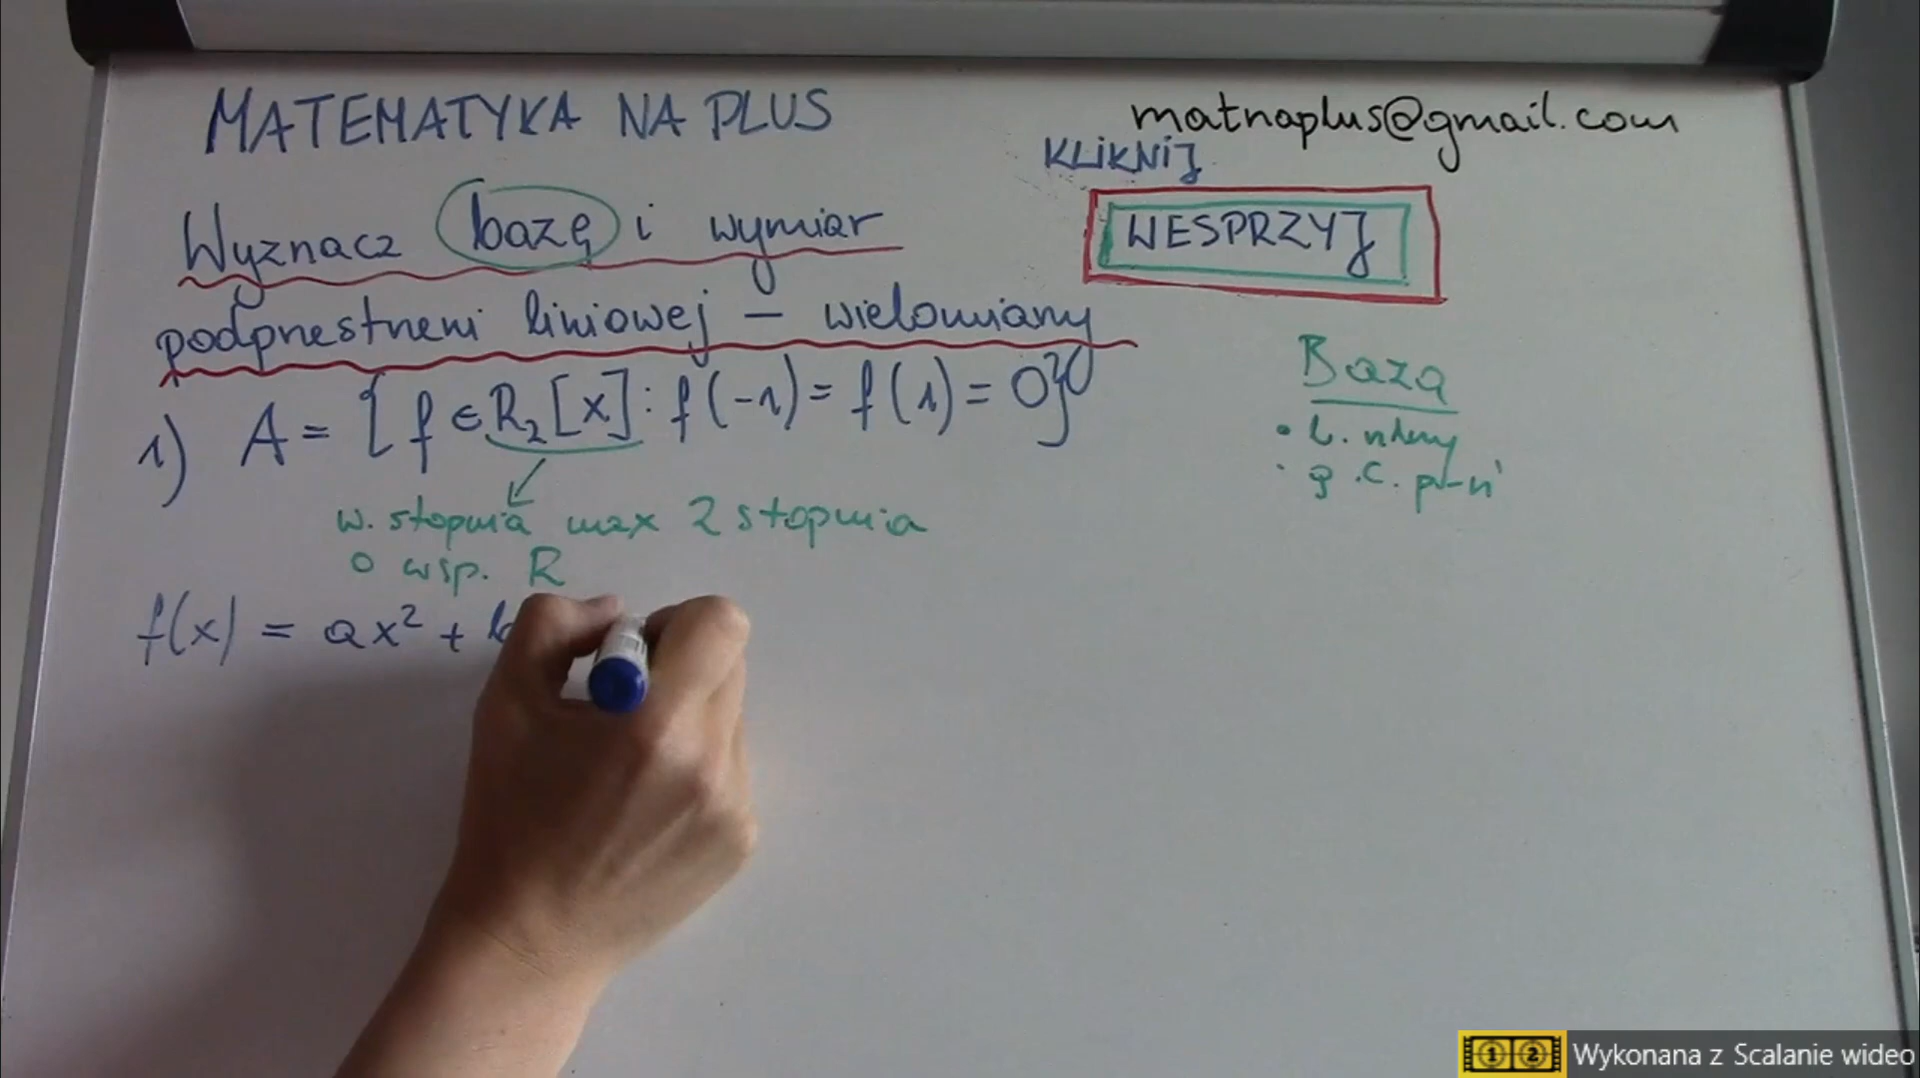 MATEMATYKA NA PLUS
matnaplus@gmail.com
KLIKNIJ
WESPRZYJ
Wyznacz bazę i wymiar
podprzestrzeni liniowej – wielomiany
1) A = { f ∈ R₂[x] : f(-1) = f(1) = 0 }
w. stopnia max 2 stopnia
o wsp. R
f(x) = ax² + b
Baza
• l. nzlezny
• g. c. p-ń
Wykonana z Scalanie wideo